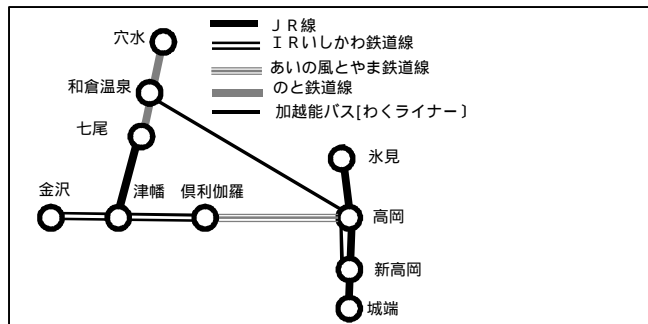 穴水
ＪＲ線
ＩＲいしかわ鉄道線
あいの風とやま鉄道線
のと鉄道線
加越能バス[わくライナー〕
和倉温泉
七尾
氷見
金沢
津幡
倶利伽羅
高岡
新高岡
城端